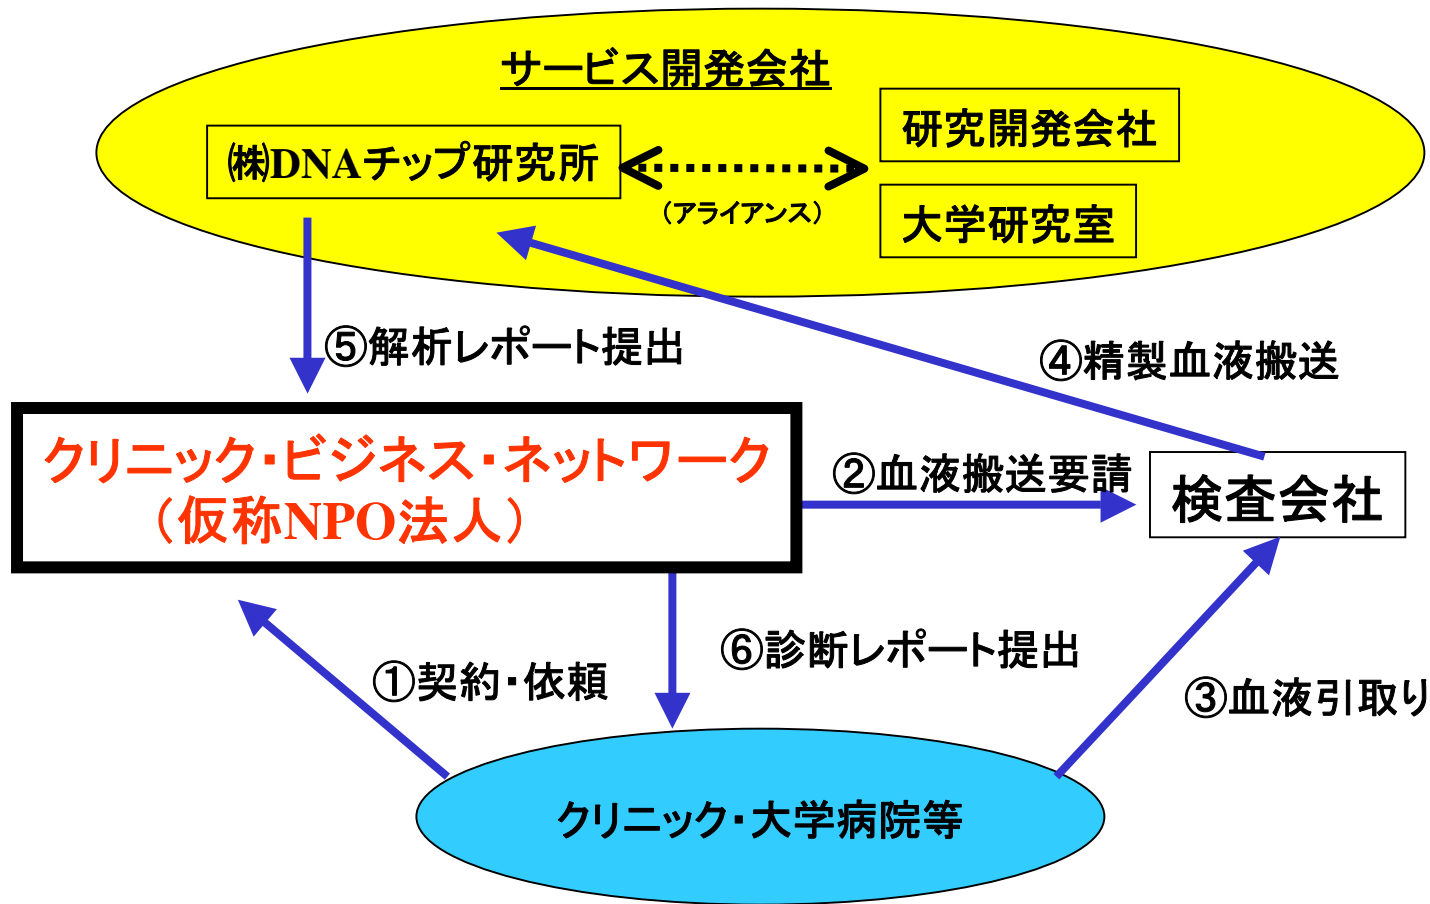 サービス開発会社
㈱DNAチップ研究所
研究開発会社
(アライアンス)
大学研究室
⑤解析レポート提出
④精製血液搬送
クリニック・ビジネス・ネットワーク
（仮称NPO法人）
②血液搬送要請
検査会社
①契約・依頼
⑥診断レポート提出
③血液引取り
クリニック・大学病院等